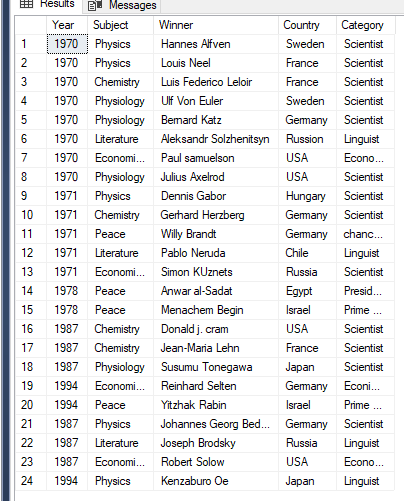 Results Messages
Year Subject Winner Country Category
1 1970 Physics Hannes Alfven Sweden Scientist
2 1970 Physics Louis Neel France Scientist
3 1970 Chemistry Luis Federico Leloir France Scientist
4 1970 Physiology Ulf Von Euler Sweden Scientist
5 1970 Physiology Bernard Katz Germany Scientist
6 1970 Literature Aleksandr Solzhenitsyn Russion Linguist
7 1970 Economi... Paul samuelson USA Econo...
8 1970 Physiology Julius Axelrod USA Scientist
9 1971 Physics Dennis Gabor Hungary Scientist
10 1971 Chemistry Gerhard Herzberg Germany Scientist
11 1971 Peace Willy Brandt Germany chanc...
12 1971 Literature Pablo Neruda Chile Linguist
13 1971 Economi... Simon KUznets Russia Scientist
14 1978 Peace Anwar al-Sadat Egypt Presid...
15 1978 Peace Menachem Begin Israel Prime ...
16 1987 Chemistry Donald j. cram USA Scientist
17 1987 Chemistry Jean-Maria Lehn France Scientist
18 1987 Physiology Susumu Tonegawa Japan Scientist
19 1994 Economi... Reinhard Selten Germany Econi...
20 1994 Peace Yitzhak Rabin Israel Prime ...
21 1987 Physics Johannes Georg Bed... Germany Scientist
22 1987 Literature Joseph Brodsky Russia Linguist
23 1987 Economi... Robert Solow USA Econo...
24 1994 Physics Kenzaburo Oe Japan Linguist